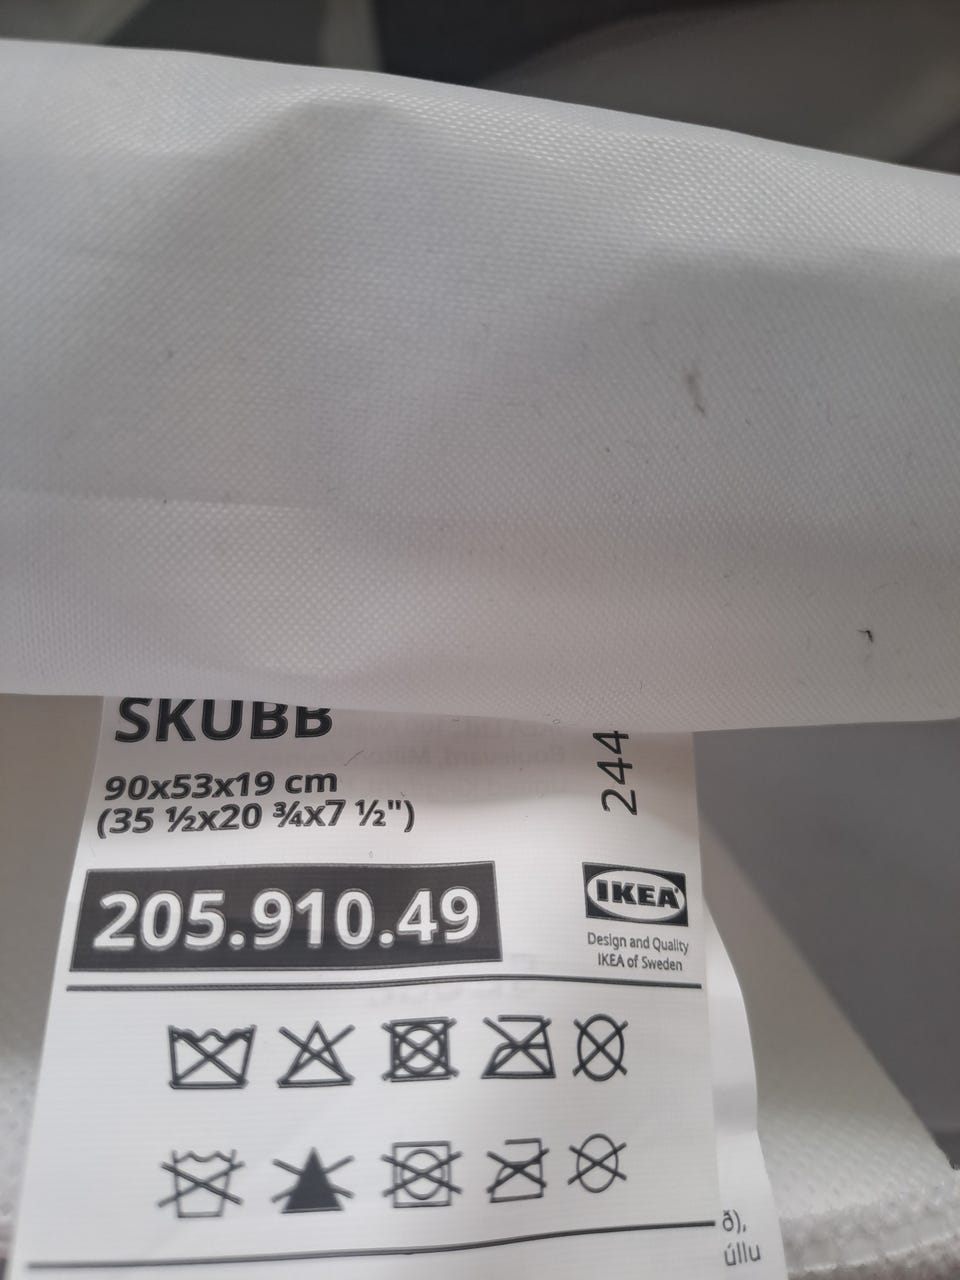 SKUBB
90x53x19 cm
(35 ½x20 ¾x7 ½")
244
205.910.49
IKEA
Design and Quality
IKEA of Sweden
ð),
úllu